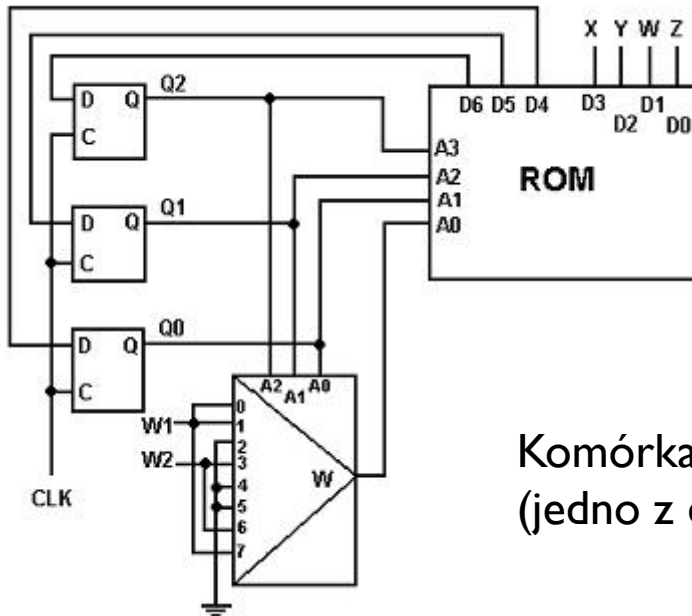 X Y W Z
D Q Q2
C
D6 D5 D4 D3 D2 D1 D0
A3
A2
A1
A0
ROM
D Q Q1
C
D Q Q0
C
A2 A1 A0
W1
W2
0
1
2
3
4
5
6
7
W
CLK
Komórka
(jedno z